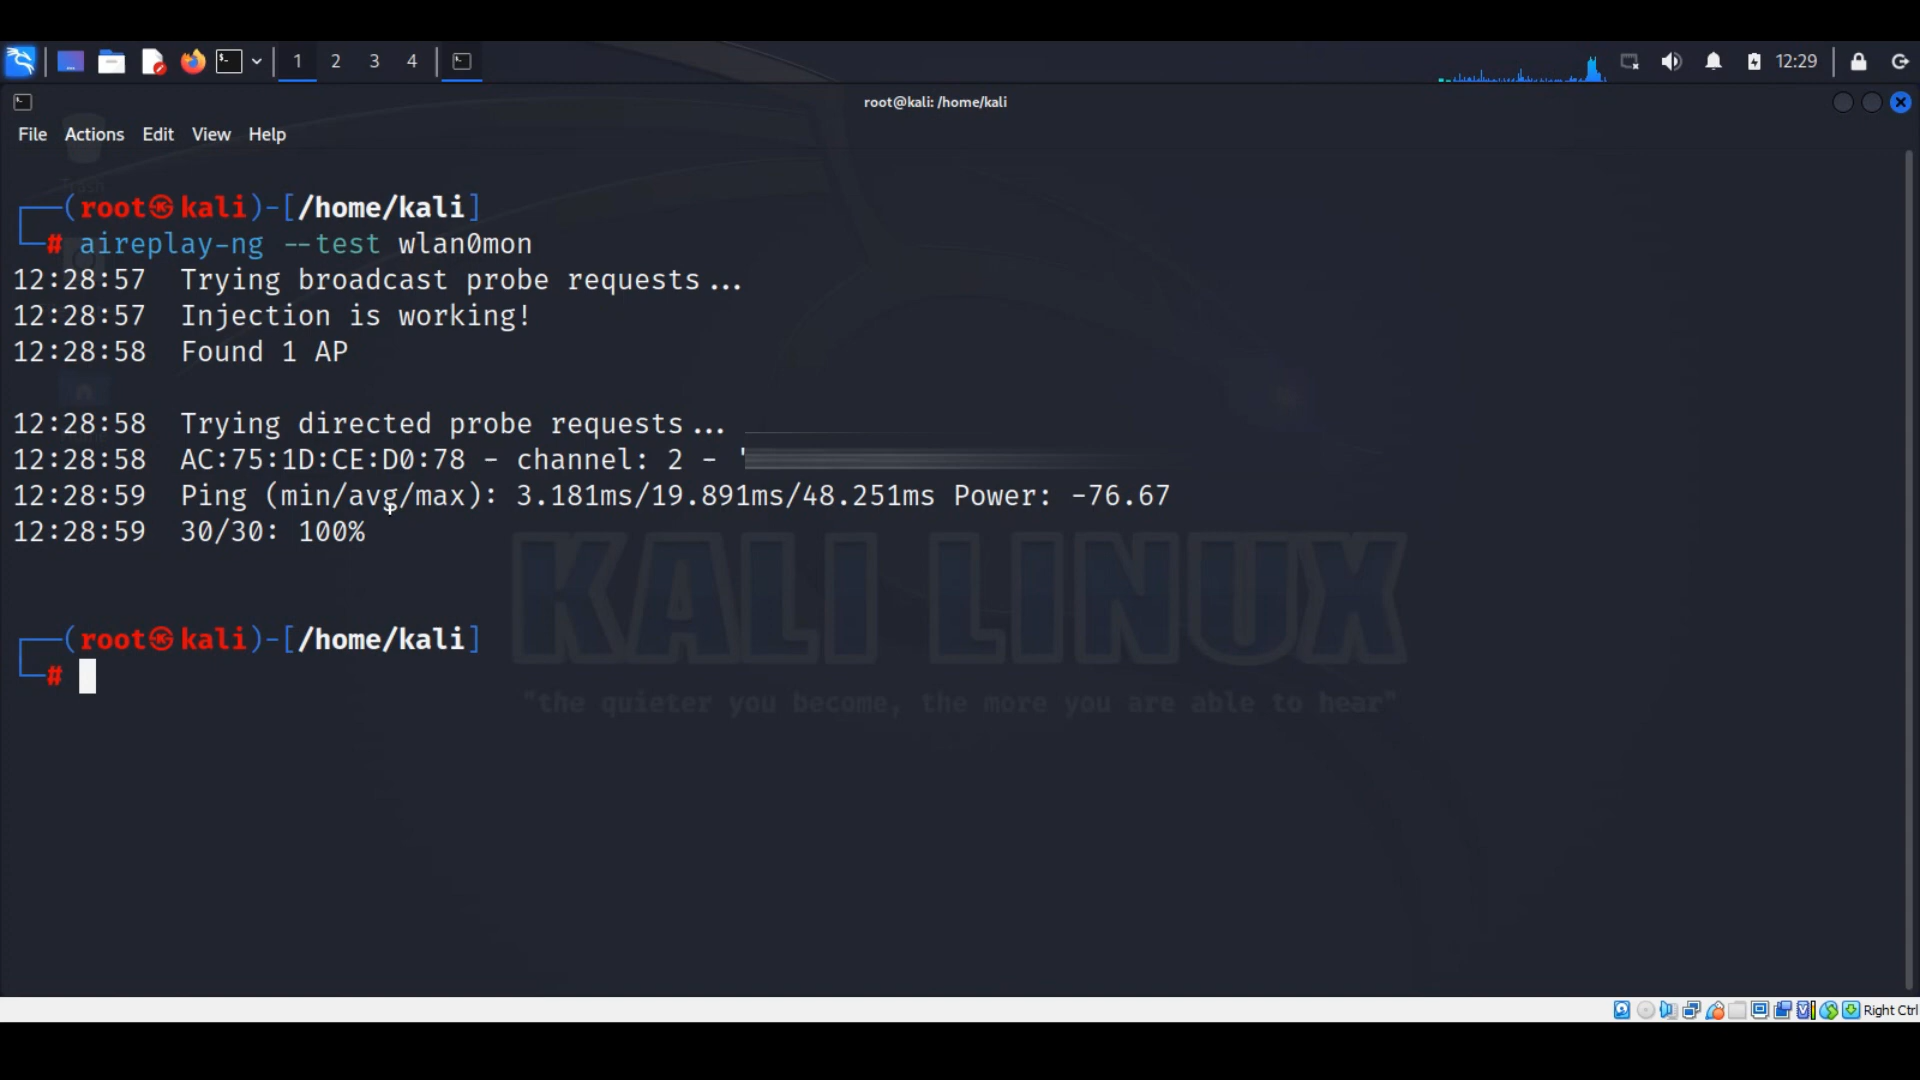 1 2 3 4 12:29
root@kali: /home/kali
File Actions Edit View Help
Trash
┌──(root㉿kali)-[/home/kali]
└─# aireplay-ng --test wlan0mon
12:28:57  Trying broadcast probe requests...
12:28:57  Injection is working!
12:28:58  Found 1 AP
12:28:58  Trying directed probe requests...
12:28:58  AC:75:1D:CE:D0:78 - channel: 2 - '
12:28:59  Ping (min/avg/max): 3.181ms/19.891ms/48.251ms Power: -76.67
12:28:59  30/30: 100%
KALI LINUX
┌──(root㉿kali)-[/home/kali]
└─#
"the quieter you become, the more you are able to hear"
Right Ctrl